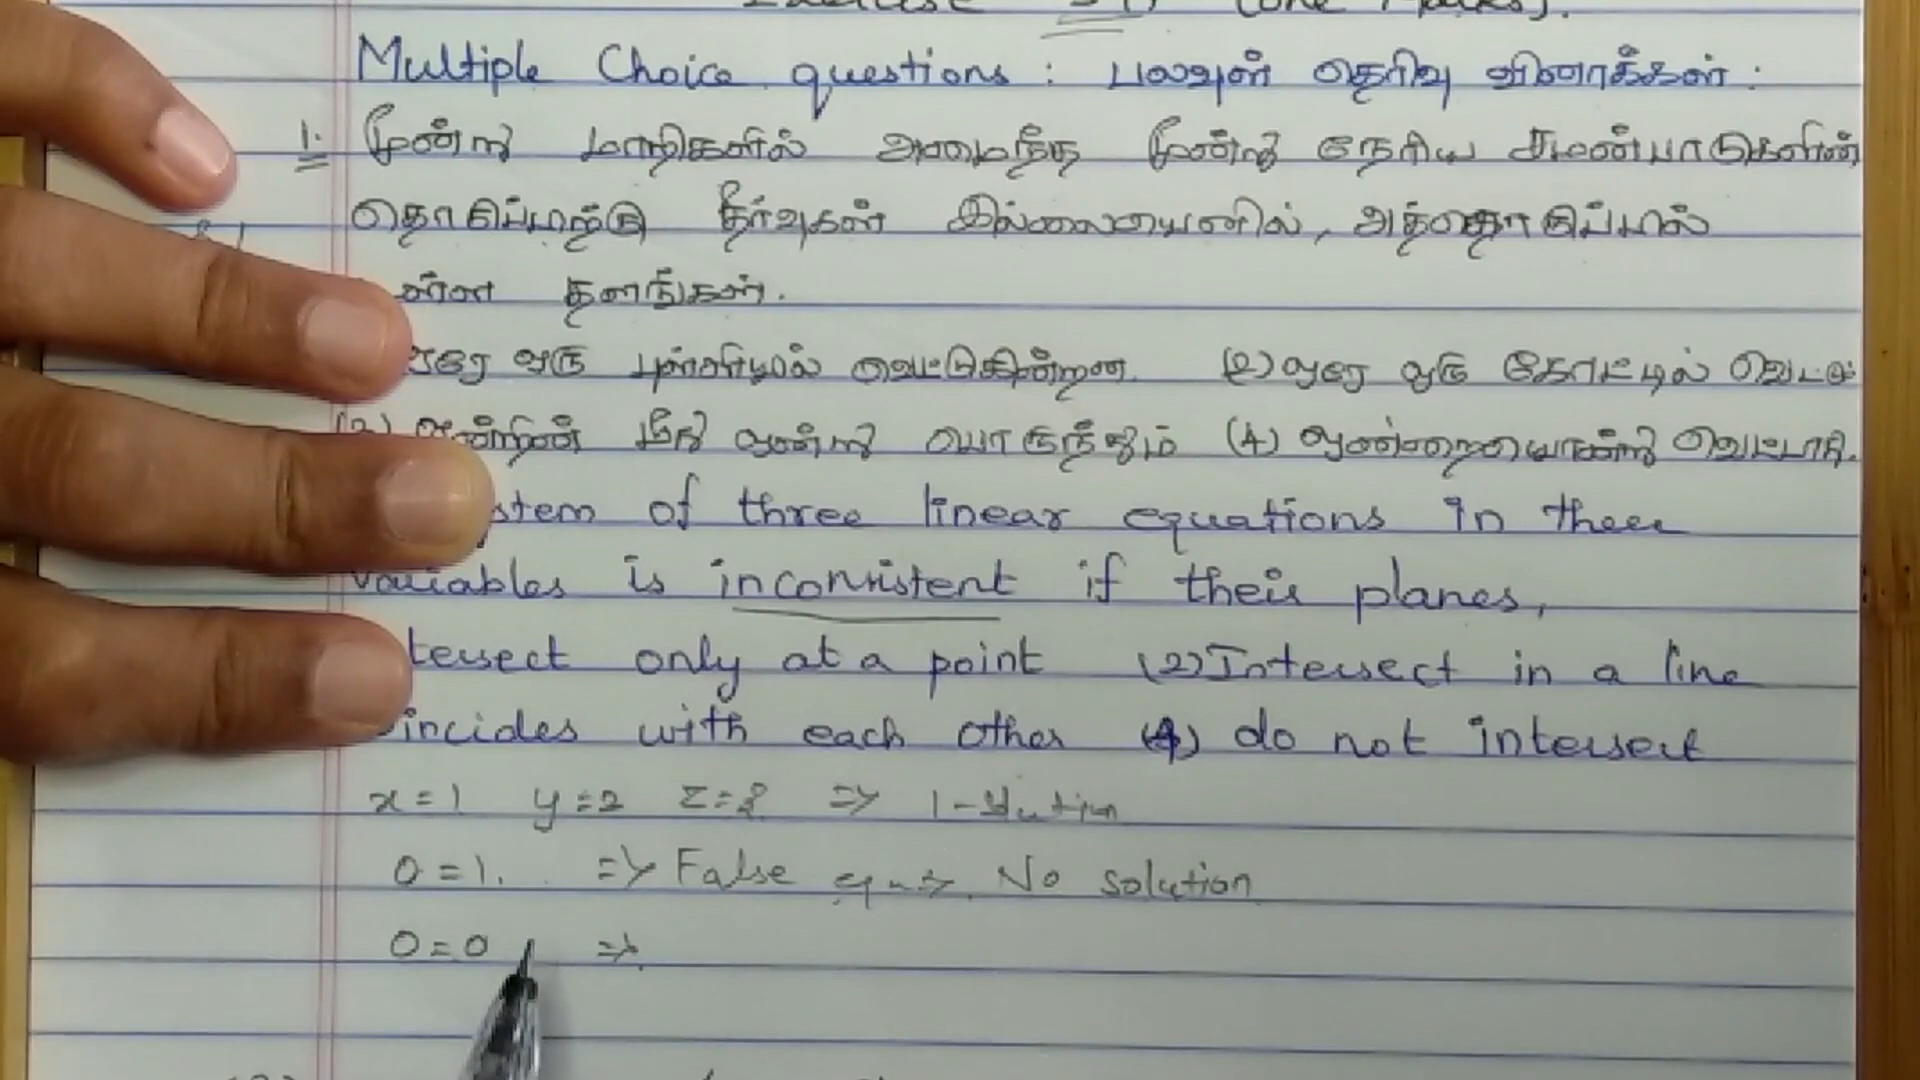 Multiple Choice questions : பலவுள் தெரிவு வினாக்கள் :
1. மூன்று மாறிகளில் அமைந்த மூன்று நேரிய சமன்பாடுகளின்
தொகுப்பிற்கு தீர்வுகள் இல்லையெனில், அத்தொகுப்பில்
உள்ள தளங்கள்.
ஒரே ஒரு புள்ளியில் வெட்டுகின்றன. (2) ஒரே ஒரு கோட்டில்
(3) ஒன்றின் மீது ஒன்று பொருந்தும் (4) ஒன்றையொன்று வெட்டாது.
stem of three linear equations in three
variables is inconsistent if their planes,
tersect only at a point (2) Intersect in a line
incides with each other (4) do not intersect
x=1 y=2 z=2 => 1-
0=1. => False No solution
0=0 =>